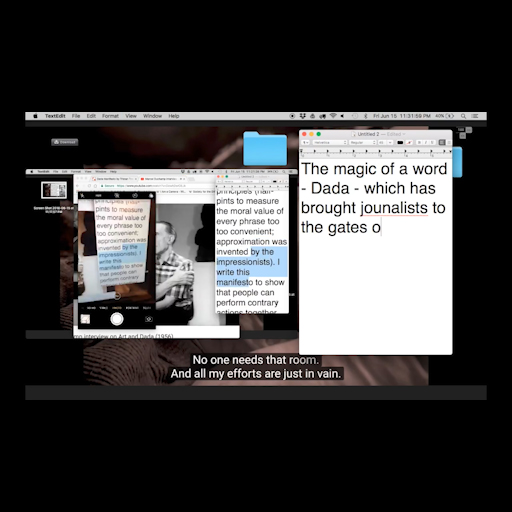 TextEdit File Edit Format View Window Help
Fri Jun 15 11:31:58 PM 40%
Untitled 2
Regular
The magic of a word
- Dada - which has
brought jounalists to
the gates o
principles (half-
pints to measure
the moral value of
every phrase too
too convenient;
approximation was
invented by the
impressionists). I
write this
manifesto to show
that people can
perform contrary
actions together
pints to measure
the moral value of
every phrase too
too convenient;
approximation was
invented by the
impressionists). I
write this
manifesto to show
that people can
perform contrary
interview on Art and Dada (1956)
No one needs that room.
And all my efforts are just in vain.